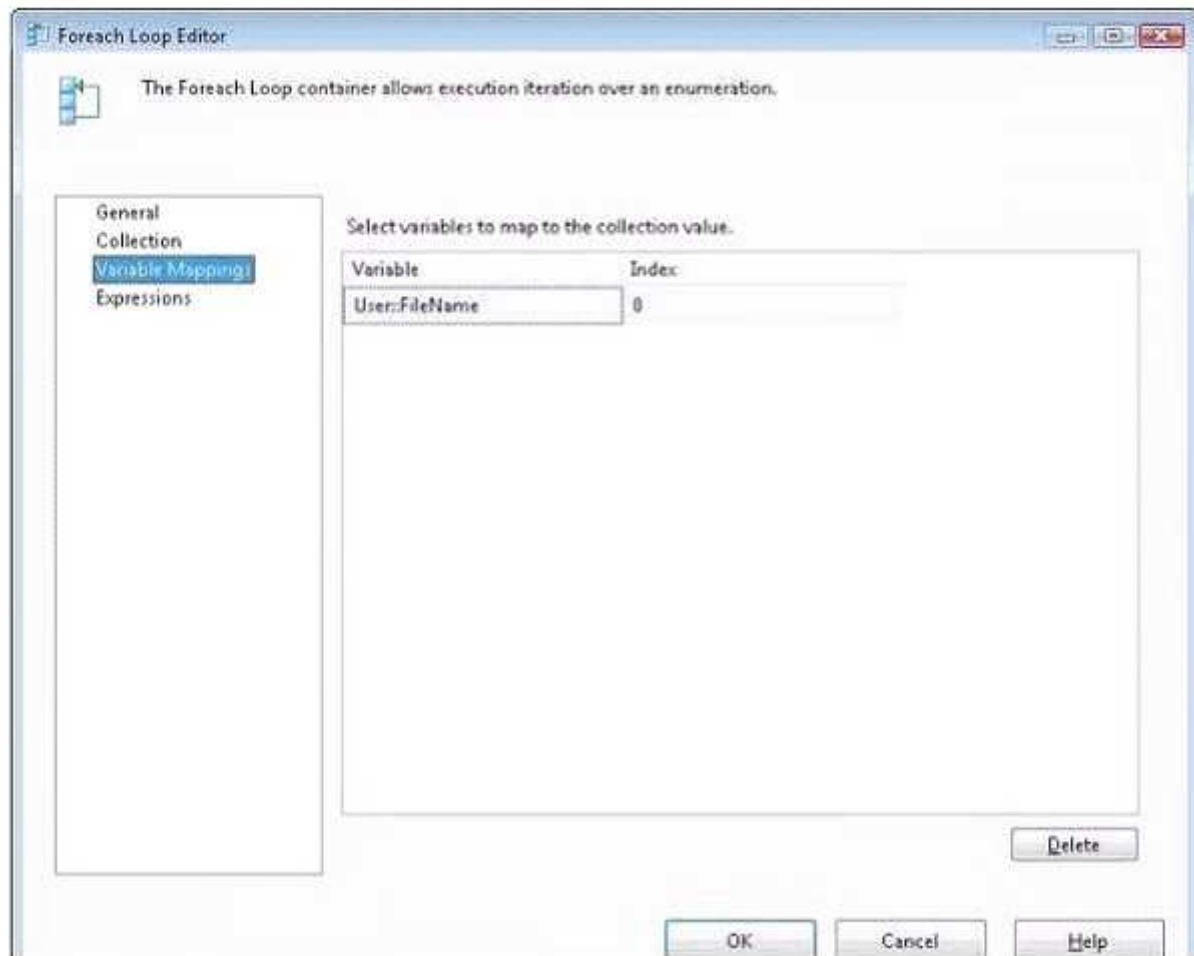 Foreach Loop Editor
The Foreach Loop container allows execution iteration over an enumeration.
General
Collection
Variable Mappings
Expressions
Select variables to map to the collection value.
Variable Index
User::FileName 0
Delete
OK Cancel Help